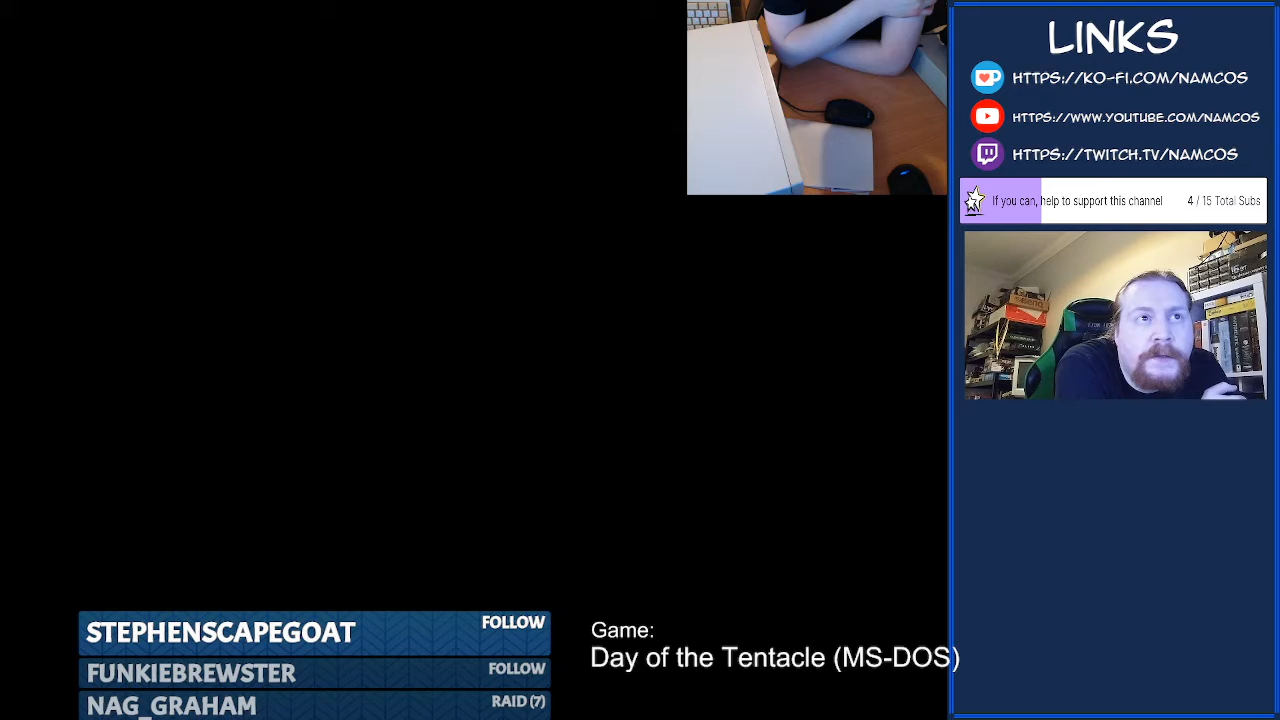 LINKS
HTTPS://KO-FI.COM/NAMCOS
HTTPS://WWW.YOUTUBE.COM/NAMCOS
HTTPS://TWITCH.TV/NAMCOS
If you can, help to support this channel 4 / 15 Total Subs
STEPHENSCAPEGOAT FOLLOW
FUNKIEBREWSTER FOLLOW
NAG_GRAHAM RAID (7)
Game:
Day of the Tentacle (MS-DOS)